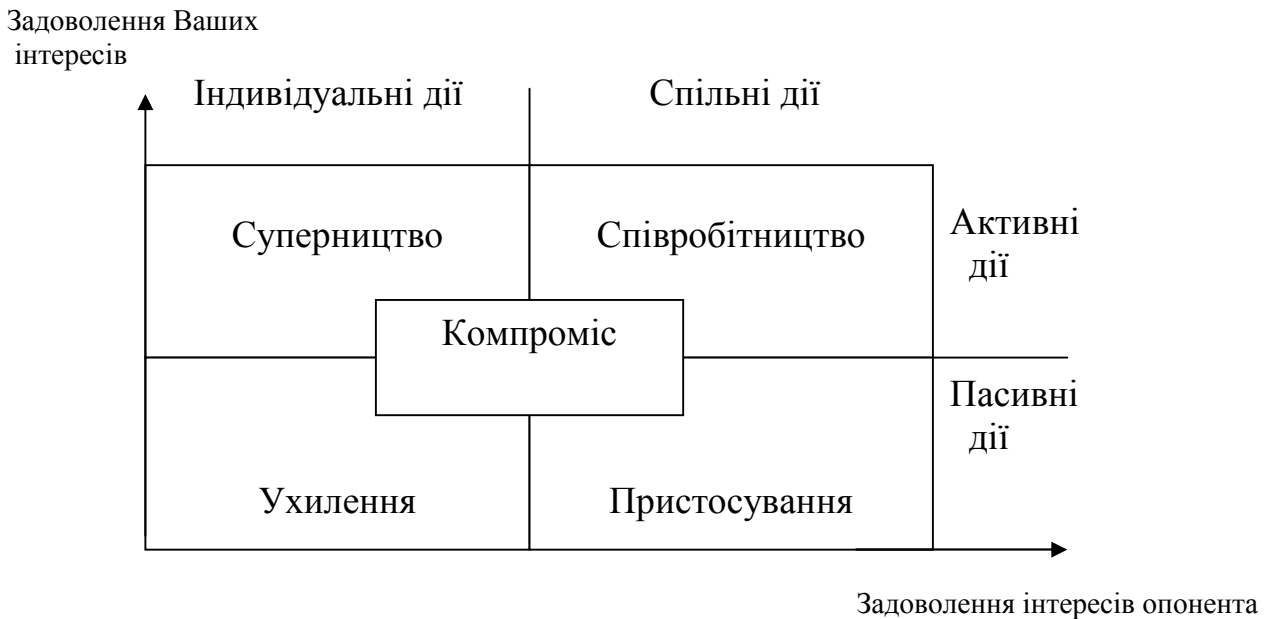 Задоволення Ваших
інтересів
Індивідуальні дії
Спільні дії
Суперництво
Співробітництво
Активні
дії
Компроміс
Пасивні
дії
Ухилення
Пристосування
Задоволення інтересів опонента